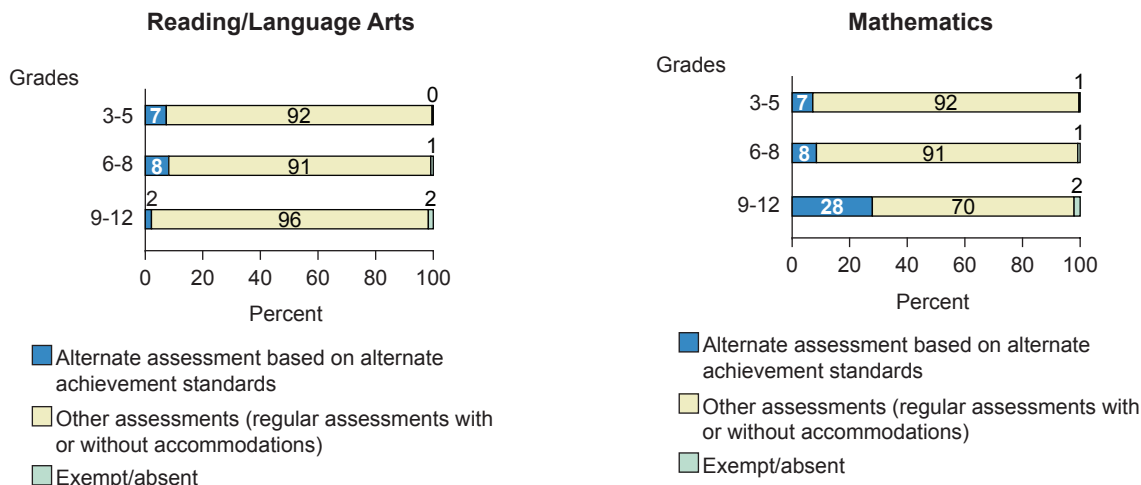 Reading/Language Arts
Grades
0
3-5
7
92
1
6-8
8
91
2
2
9-12
96
0 20 40 60 80 100
Percent
Alternate assessment based on alternate
achievement standards
Other assessments (regular assessments with
or without accommodations)
Exempt/absent
Mathematics
Grades
1
3-5
7
92
1
6-8
8
91
2
9-12
28
70
0 20 40 60 80 100
Percent
Alternate assessment based on alternate
achievement standards
Other assessments (regular assessments with
or without accommodations)
Exempt/absent